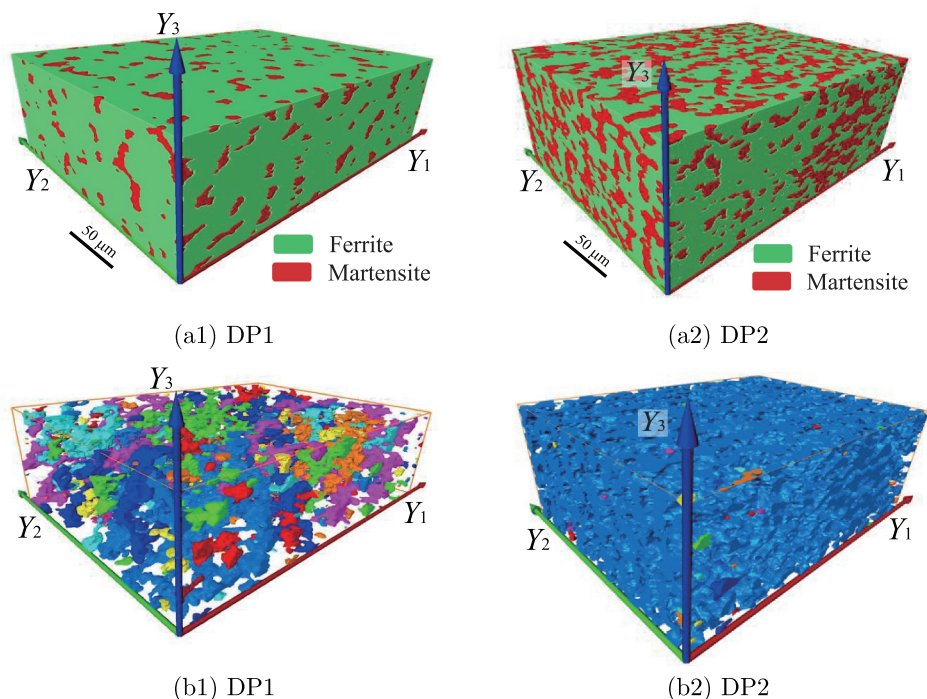 Y3
Y3
Y2
Y1
Y2
Y1
50 μm
50 μm
Ferrite
Martensite
Ferrite
Martensite
(a1) DP1
(a2) DP2
Y3
Y3
Y2
Y1
Y2
Y1
(b1) DP1
(b2) DP2